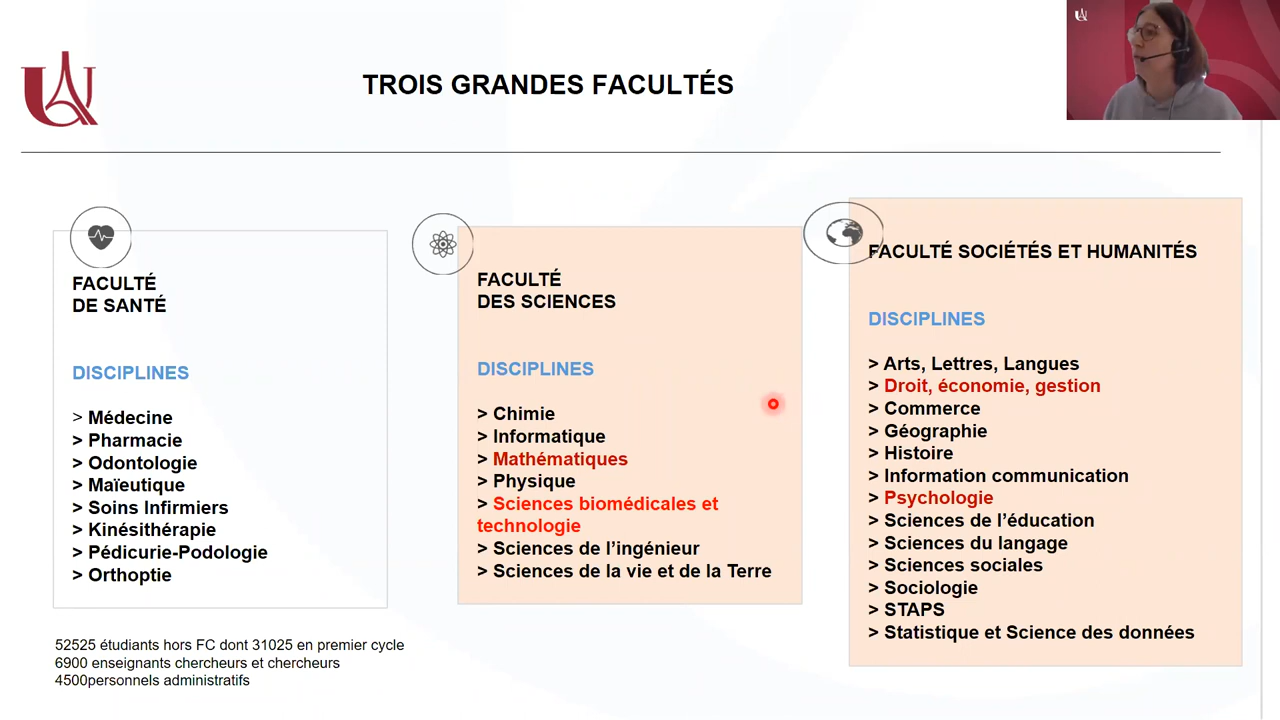 TROIS GRANDES FACULTÉS
FACULTÉ
DE SANTÉ
DISCIPLINES
> Médecine
> Pharmacie
> Odontologie
> Maïeutique
> Soins Infirmiers
> Kinésithérapie
> Pédicurie-Podologie
> Orthoptie
52525 étudiants hors FC dont 31025 en premier cycle
6900 enseignants chercheurs et chercheurs
4500personnels administratifs
FACULTÉ
DES SCIENCES
DISCIPLINES
> Chimie
> Informatique
> Mathématiques
> Physique
> Sciences biomédicales et
technologie
> Sciences de l’ingénieur
> Sciences de la vie et de la Terre
FACULTÉ SOCIÉTÉS ET HUMANITÉS
DISCIPLINES
> Arts, Lettres, Langues
> Droit, économie, gestion
> Commerce
> Géographie
> Histoire
> Information communication
> Psychologie
> Sciences de l’éducation
> Sciences du langage
> Sciences sociales
> Sociologie
> STAPS
> Statistique et Science des données